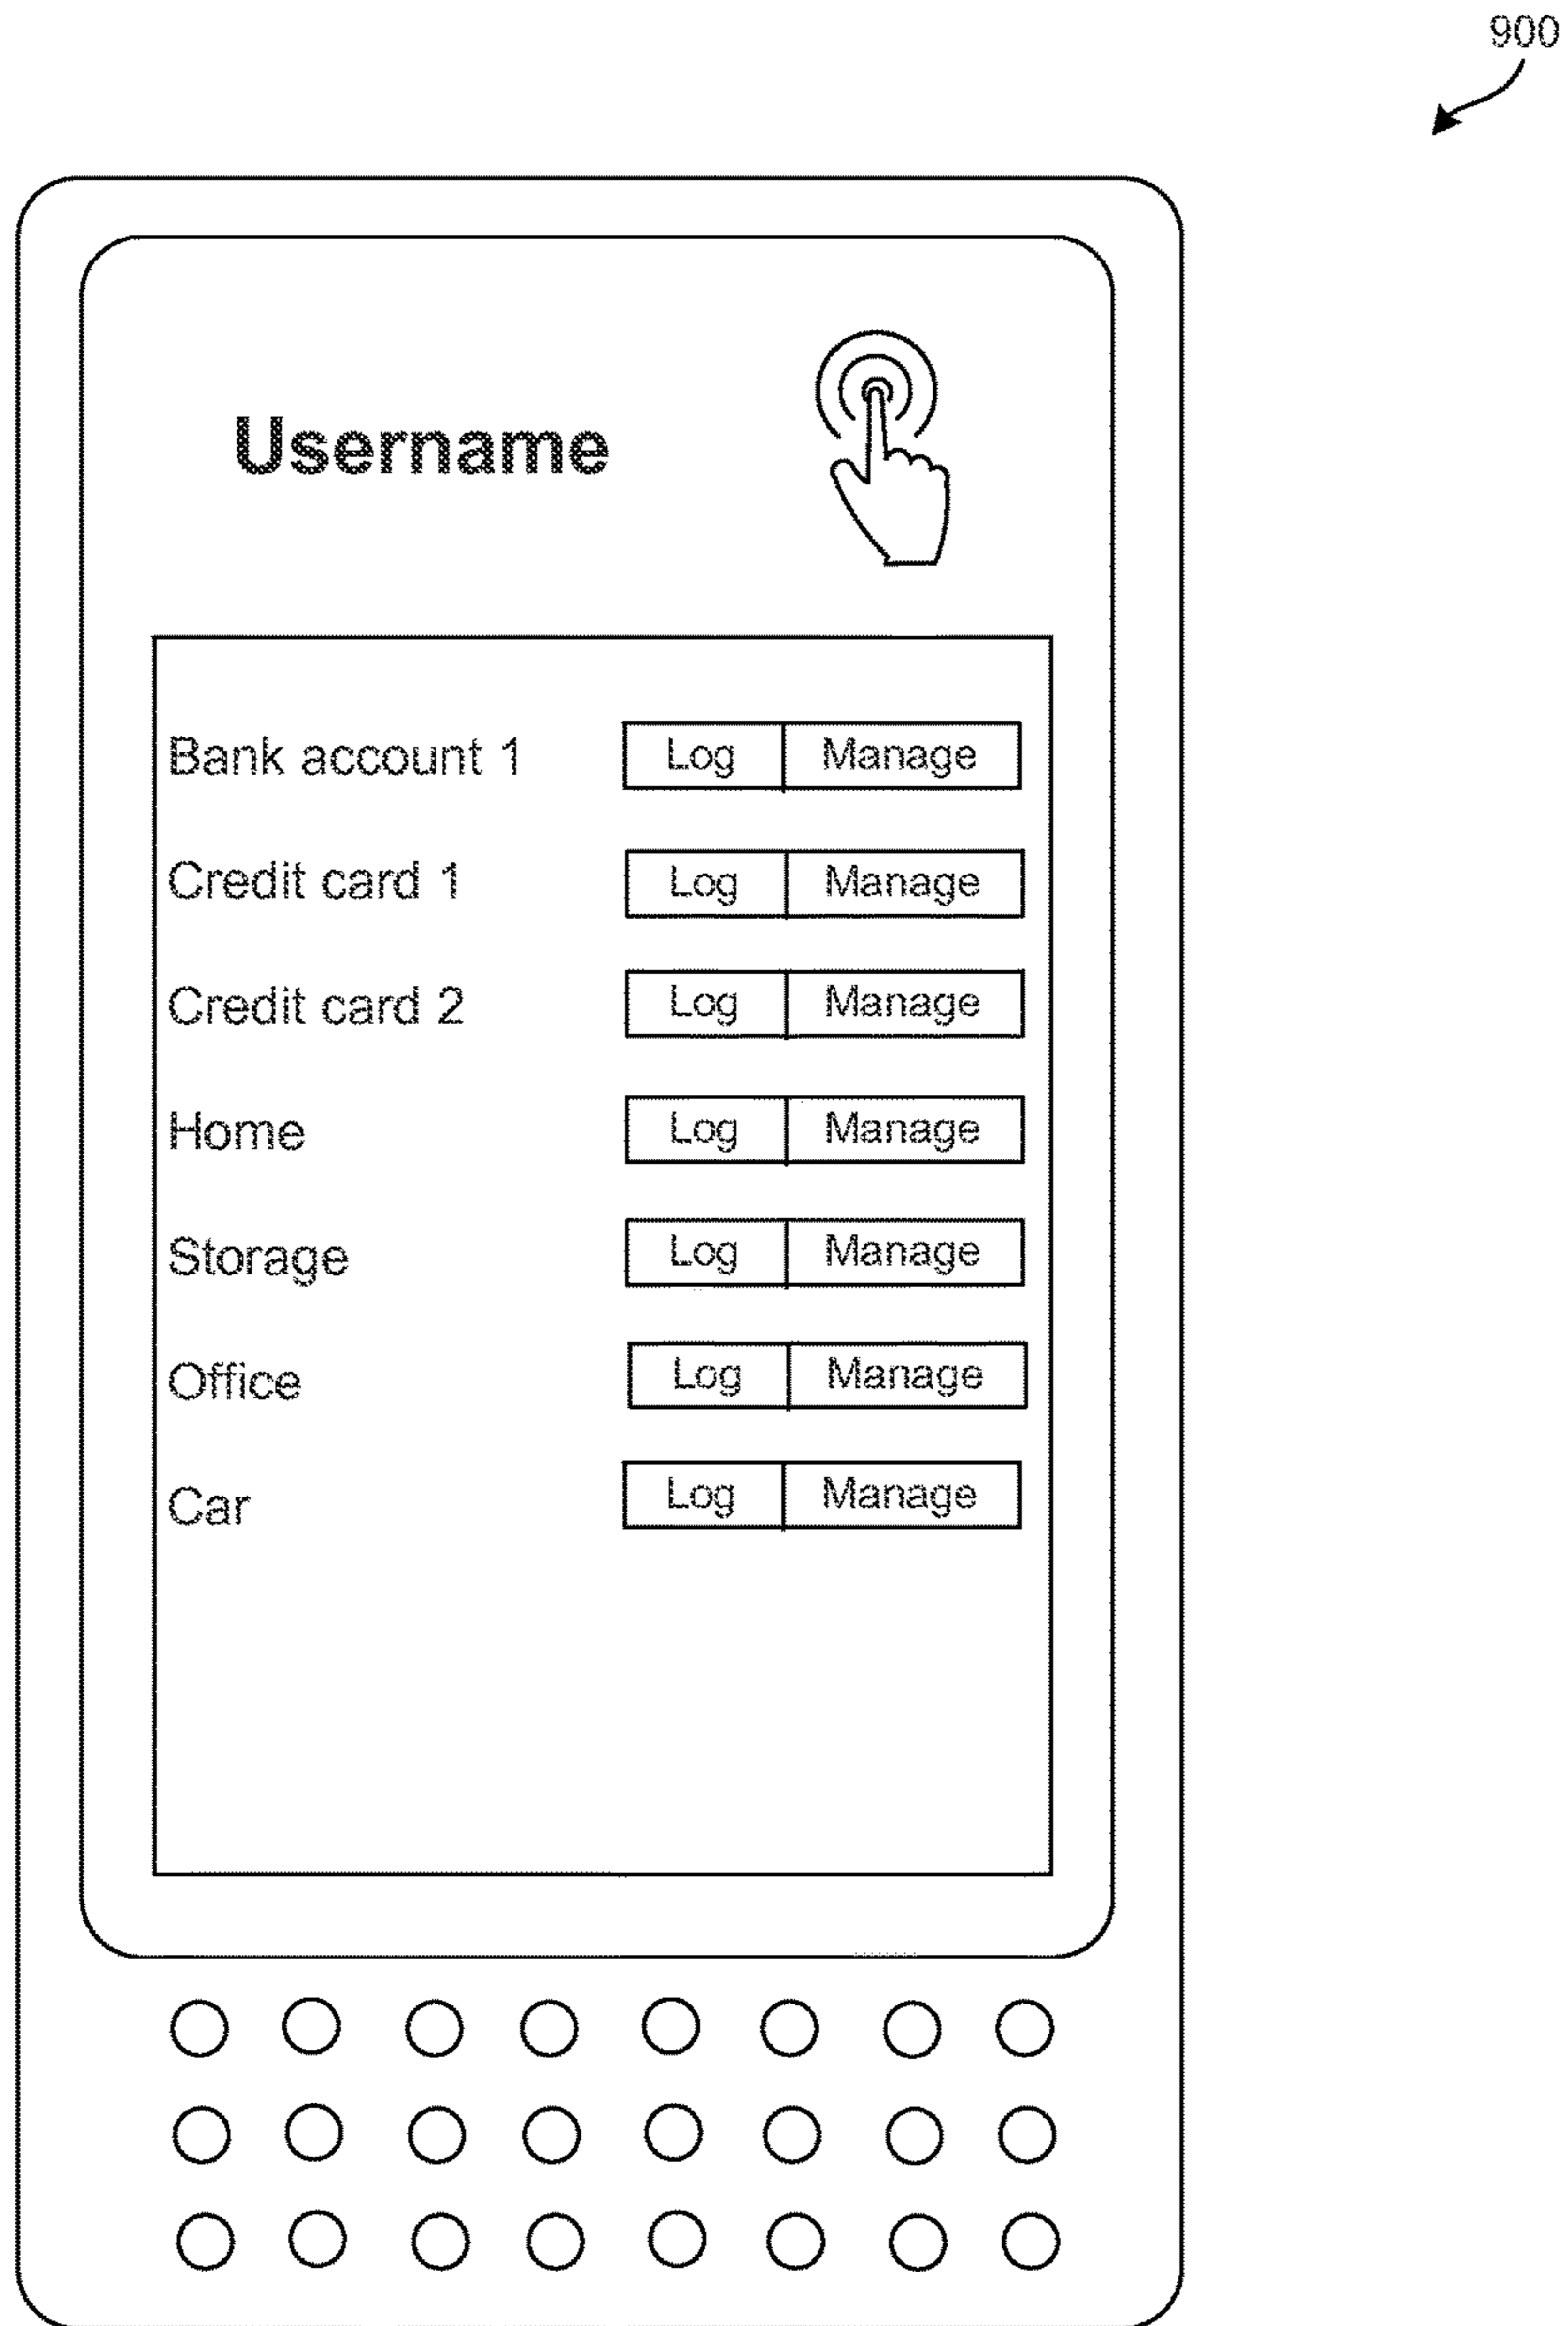 900
Username
Bank account 1 Log Manage
Credit card 1 Log Manage
Credit card 2 Log Manage
Home Log Manage
Storage Log Manage
Office Log Manage
Car Log Manage